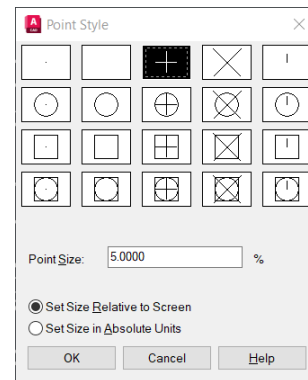 A CAD Point Style
Point Size: 5.0000 %
Set Size Relative to Screen
Set Size in Absolute Units
OK Cancel Help